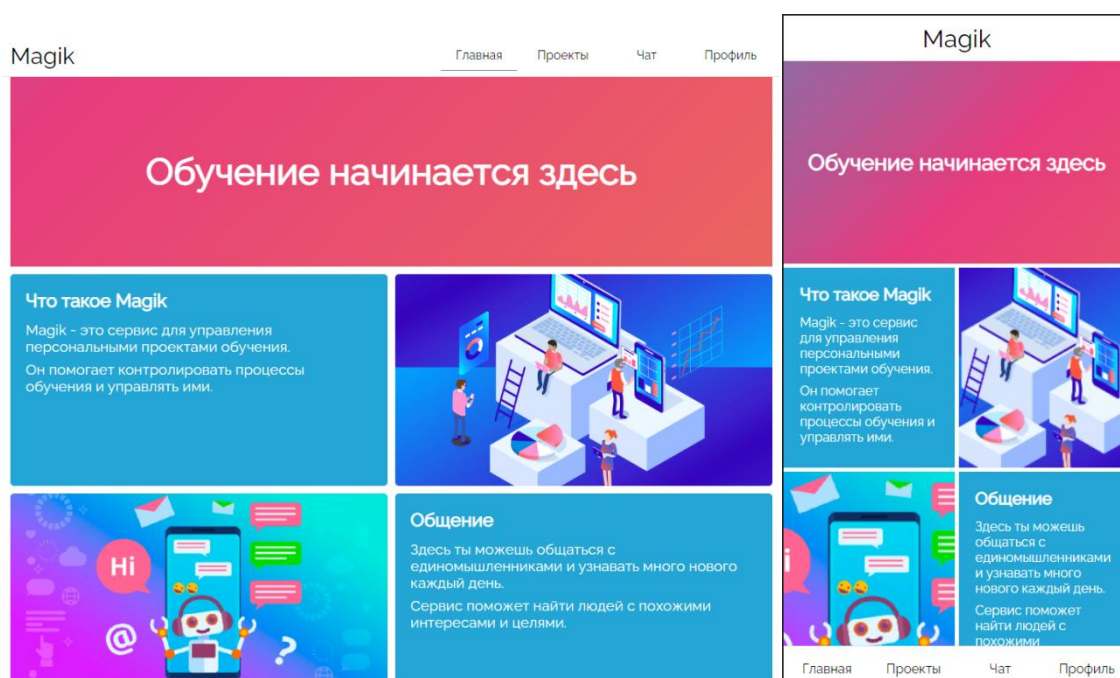 Magik
Главная Проекты Чат Профиль
Обучение начинается здесь
Что такое Magik
Magik - это сервис для управления
персональными проектами обучения.
Он помогает контролировать процессы
обучения и управлять ими.
Hi
@
?
Общение
Здесь ты можешь общаться с
единомышленниками и узнавать много нового
каждый день.
Сервис поможет найти людей с похожими
интересами и целями.
Magik
Обучение начинается здесь
Что такое Magik
Magik - это сервис
для управления
персональными
проектами обучения.
Он помогает
контролировать
процессы обучения и
управлять ими.
i
Общение
Здесь ты можешь
общаться с
единомышленниками
и узнавать много
нового каждый день.
Сервис поможет
найти людей с
похожими
Главная Проекты Чат Профиль